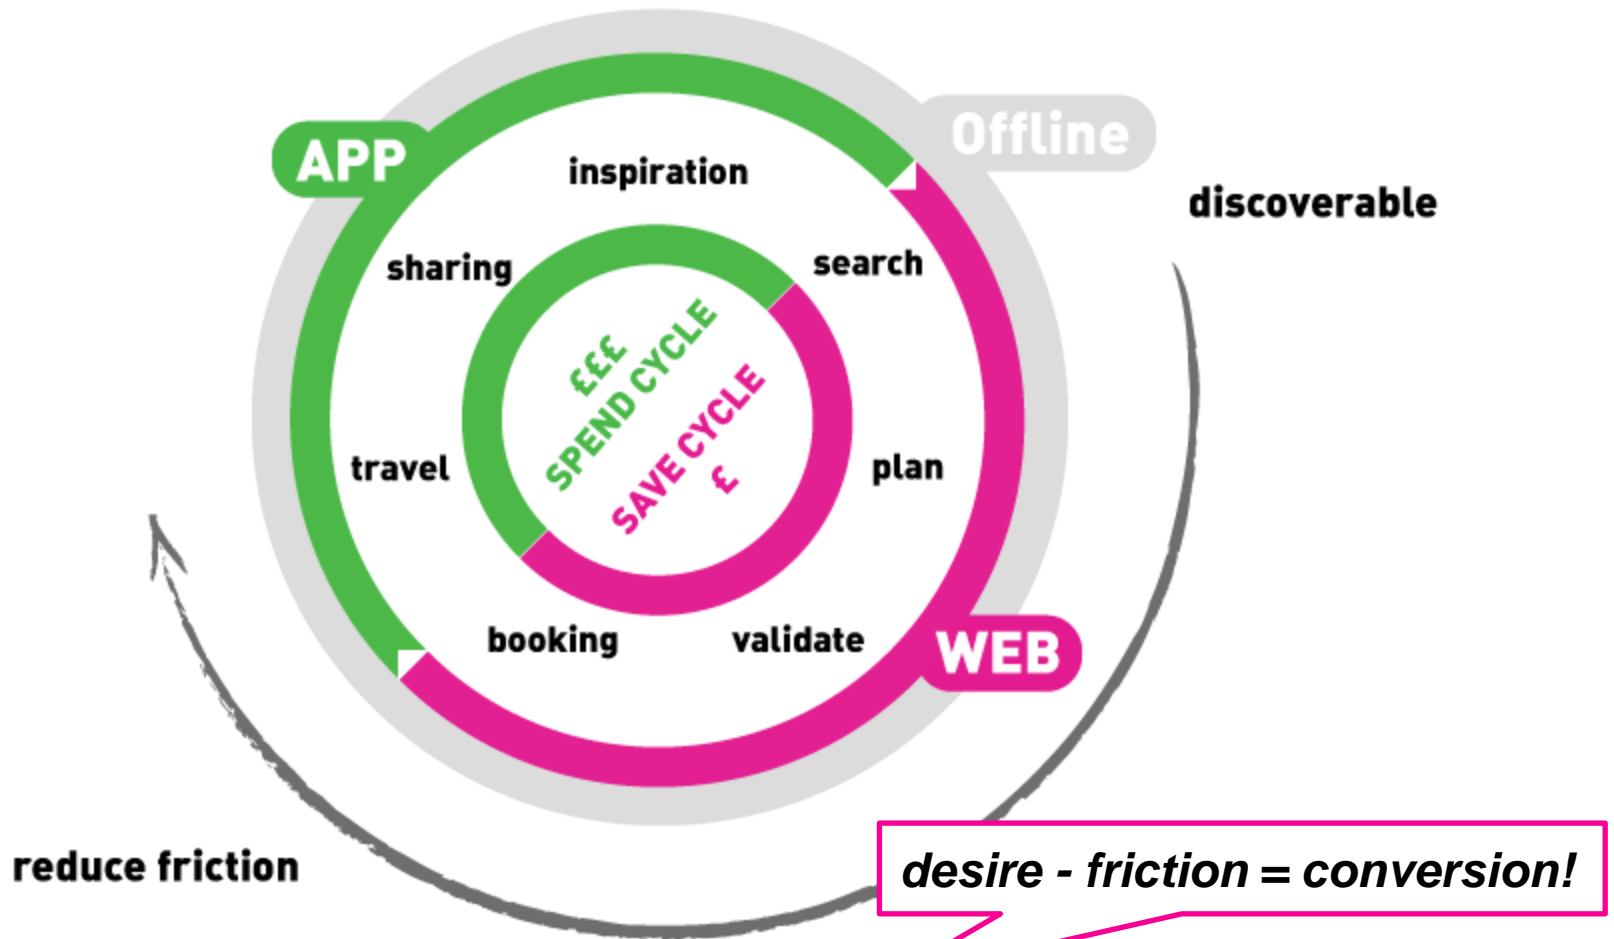 Offline
APP
inspiration
discoverable
sharing
search
£££
SPEND CYCLE
SAVE CYCLE
£
travel
plan
booking
validate
WEB
reduce friction
desire - friction = conversion!